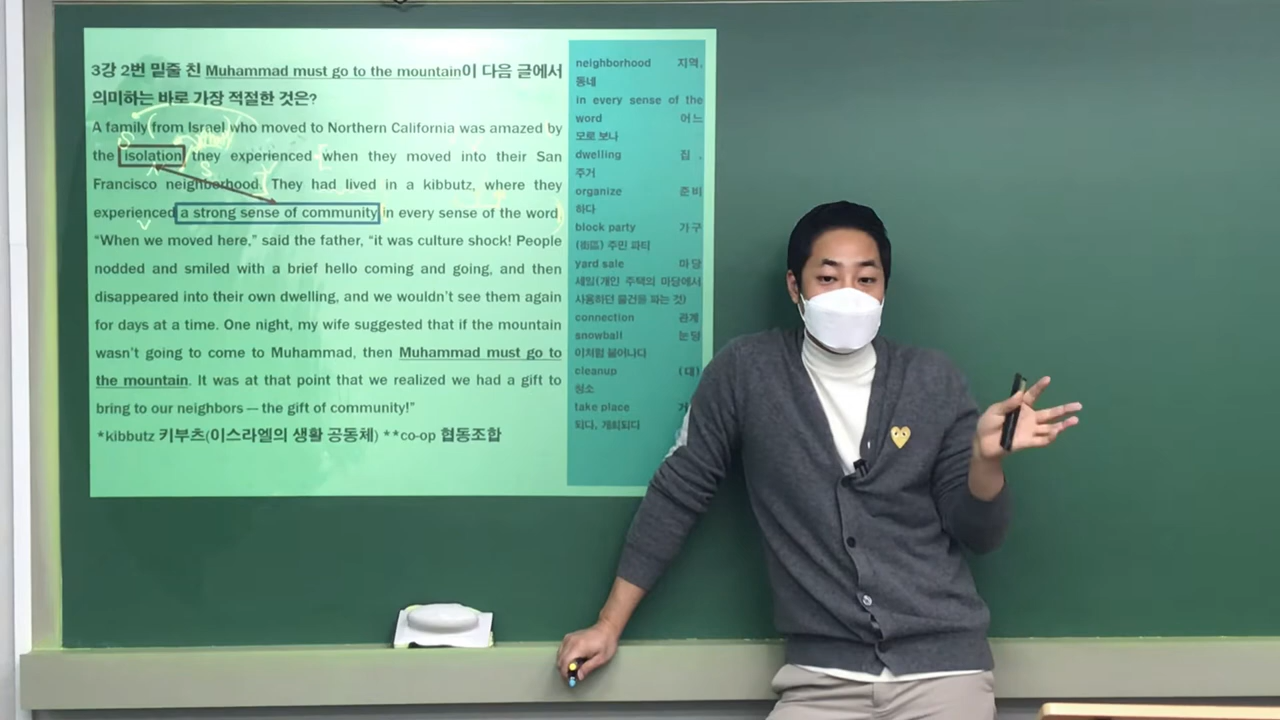 3강 2번 밑줄 친 Muhammad must go to the mountain이 다음 글에서
의미하는 바로 가장 적절한 것은?
A family from Israel who moved to Northern California was amazed by
the isolation they experienced when they moved into their San
Francisco neighborhood. They had lived in a kibbutz, where they
experienced a strong sense of community in every sense of the word
“When we moved here,” said the father, “it was culture shock! People
nodded and smiled with a brief hello coming and going, and then
disappeared into their own dwelling, and we wouldn’t see them again
for days at a time. One night, my wife suggested that if the mountain
wasn’t going to come to Muhammad, then Muhammad must go to
the mountain. It was at that point that we realized we had a gift to
bring to our neighbors — the gift of community!”
*kibbutz 키부츠(이스라엘의 생활 공동체) **co-op 협동조합
neighborhood 지역,
동네
in every sense of the
word 어느
모로 보나
dwelling 집,
주거
organize 준비
하다
block party 가구
(街區) 주민 파티
yard sale 마당
세일(개인 주택의 마당에서
사용하던 물건을 파는 것)
connection 관계
snowball 눈덩
이처럼 불어나다
cleanup (대)
청소
take place
되다, 개최되다